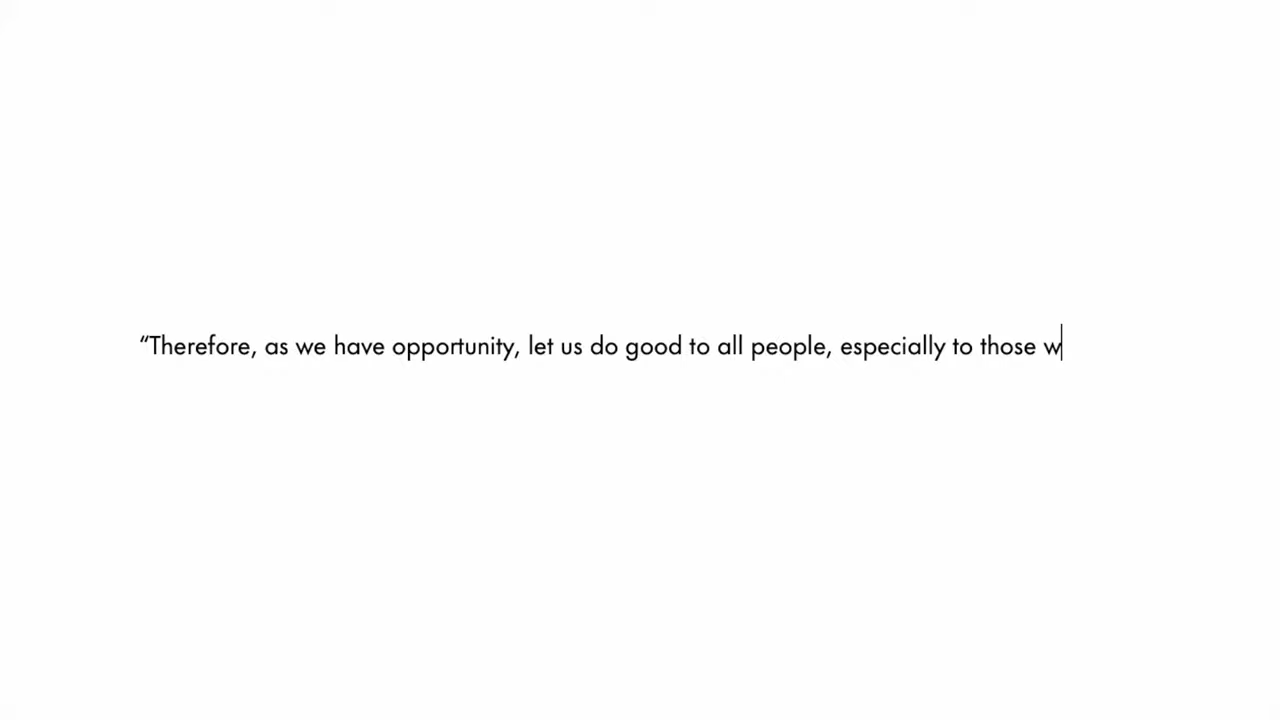 “Therefore, as we have opportunity, let us do good to all people, especially to those w